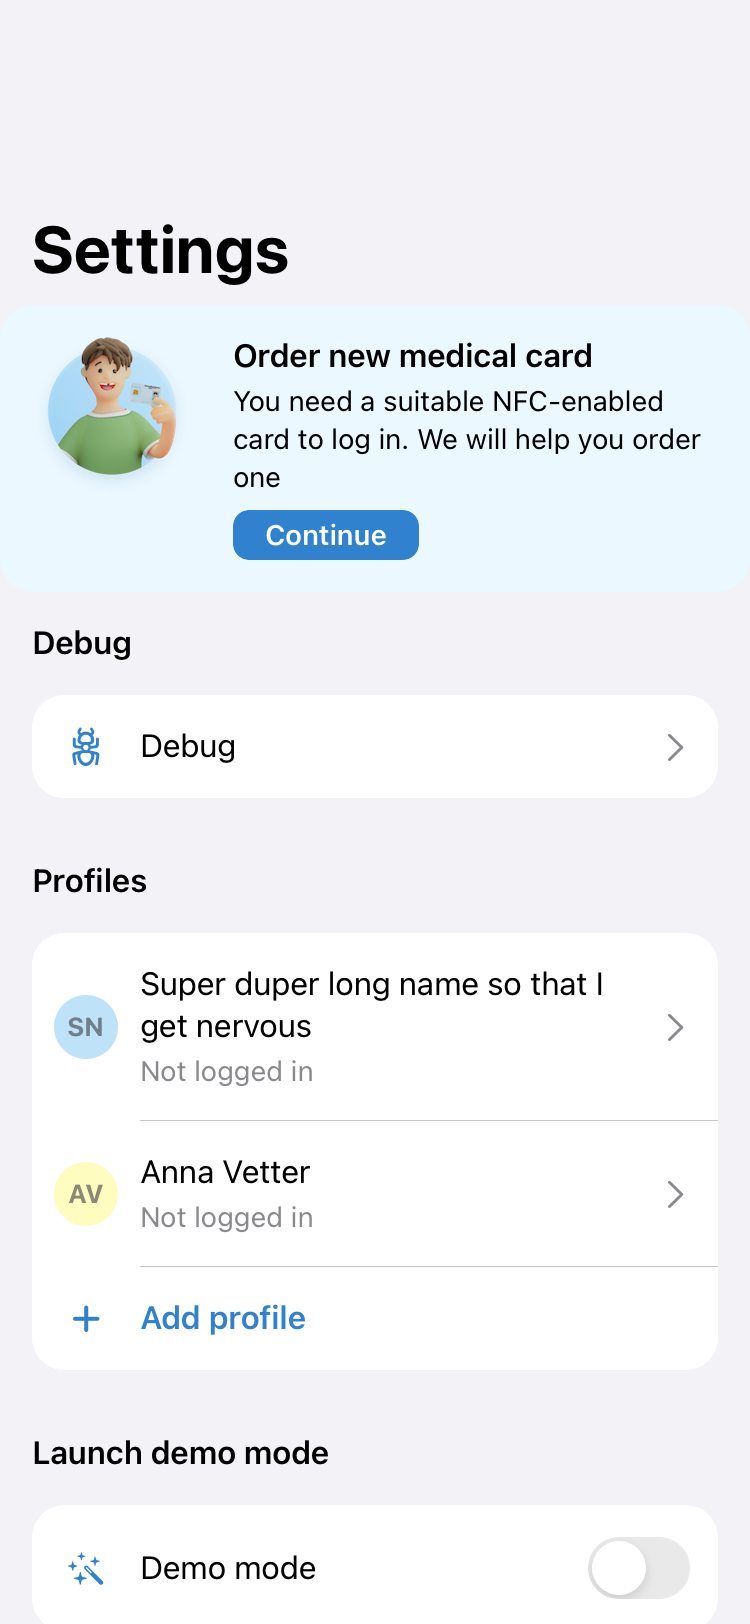 Settings
Order new medical card
You need a suitable NFC-enabled
card to log in. We will help you order
one
Continue
Debug
Debug
Profiles
SN
Super duper long name so that I
get nervous
Not logged in
AV
Anna Vetter
Not logged in
+ Add profile
Launch demo mode
Demo mode